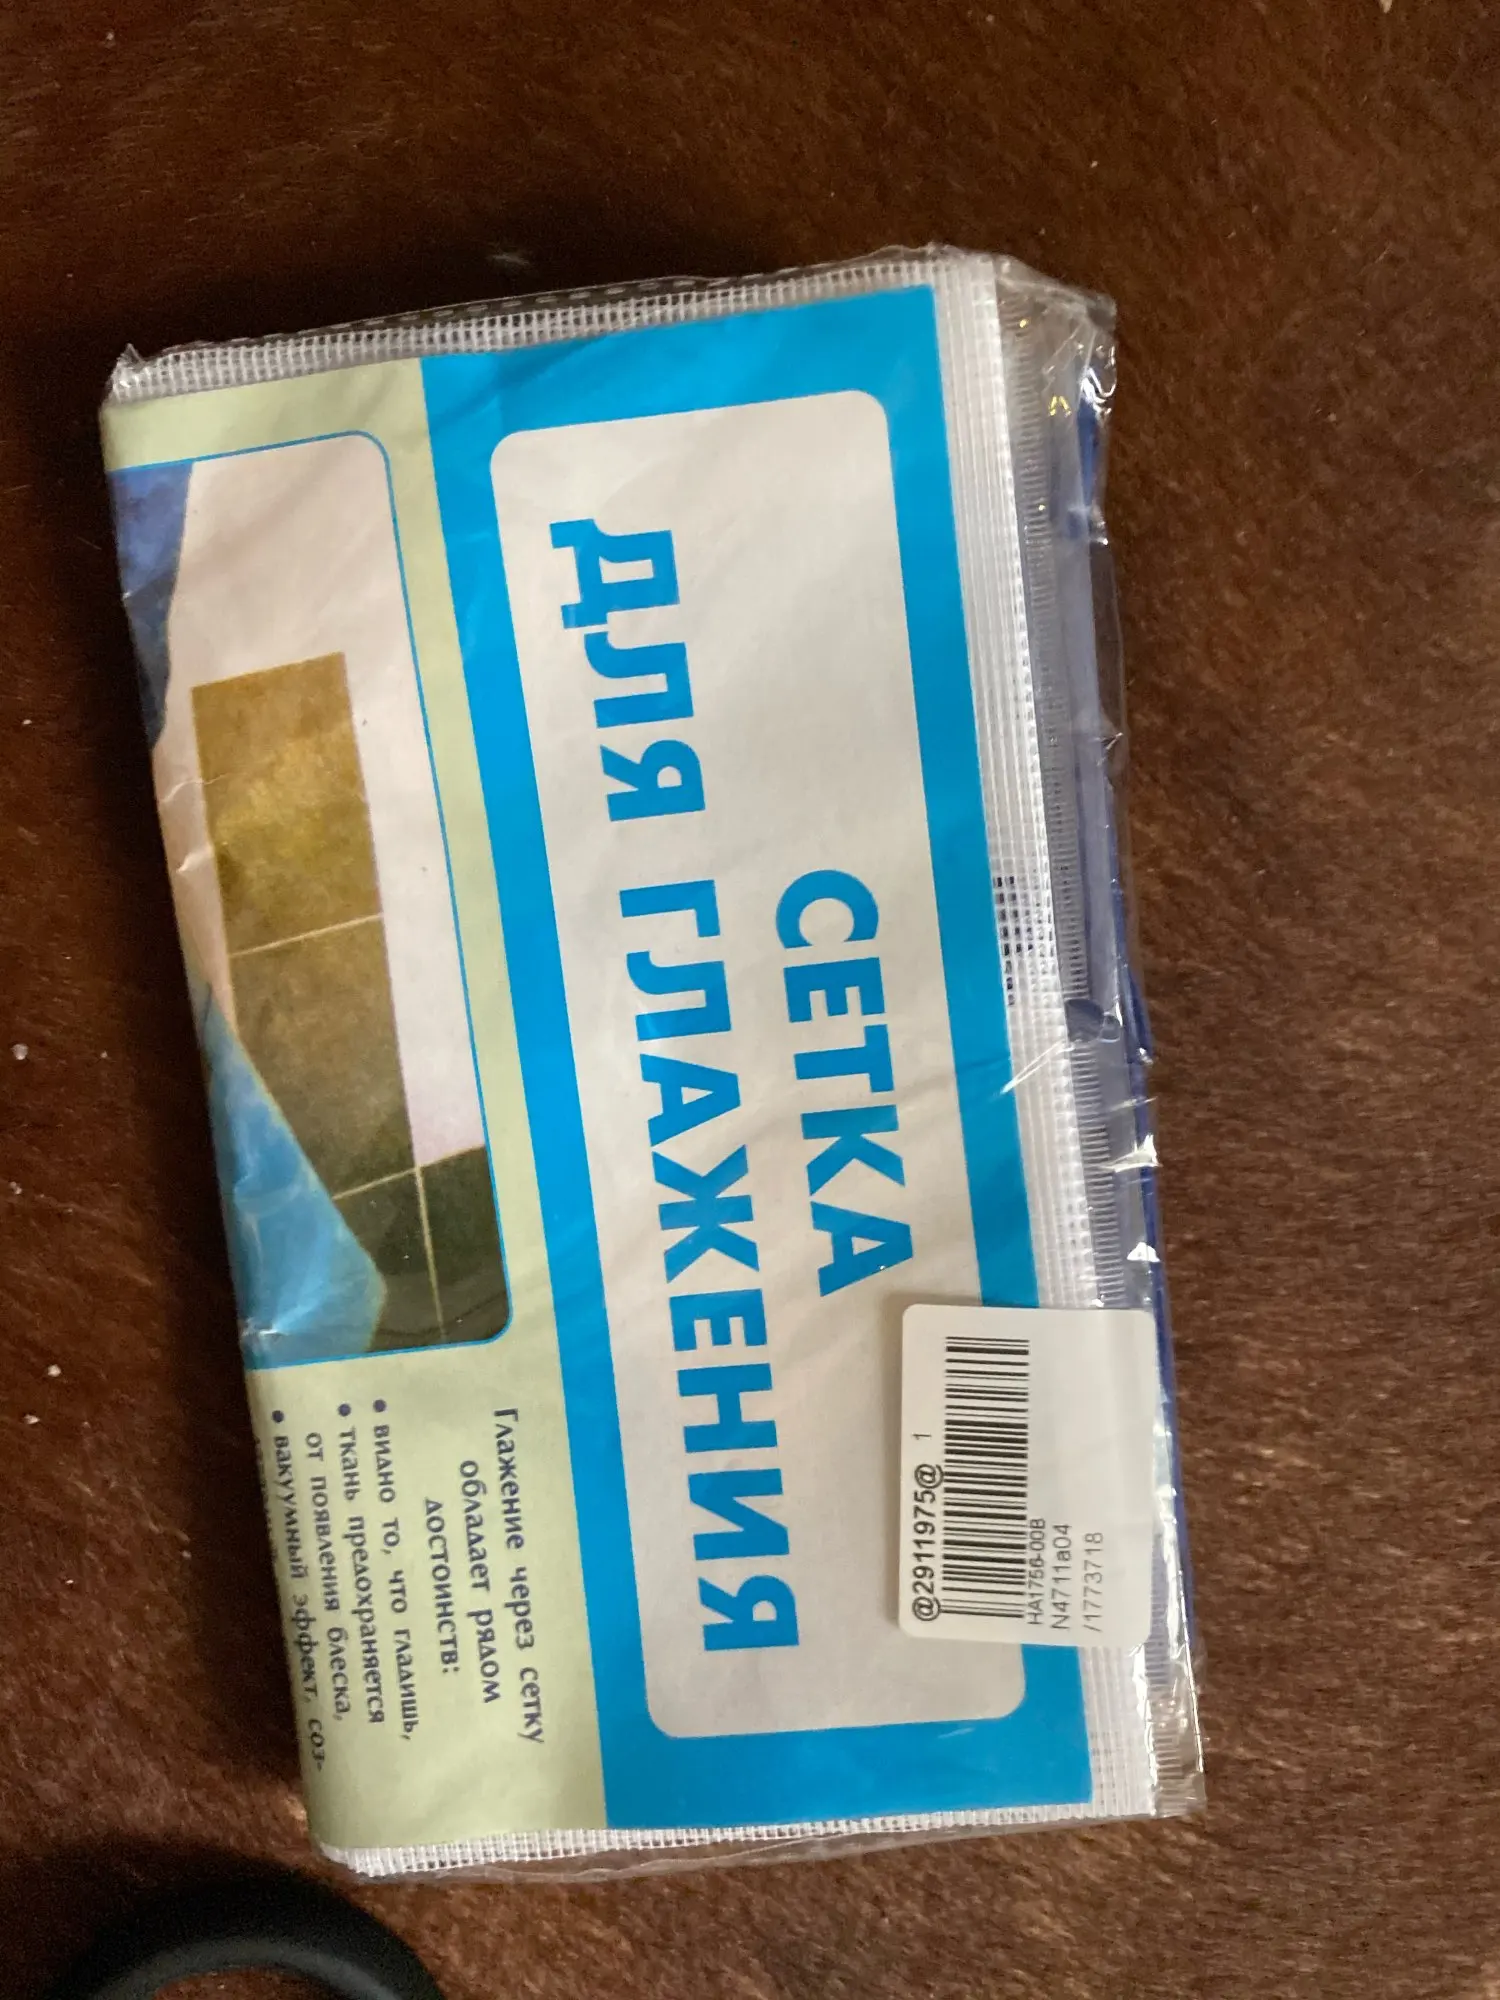 СЕТКА
ДЛЯ ГЛАЖЕНИЯ
@2911975@ 1
HA1756-00B
N4711a04
/1773718
Глажение через сетку
обладает рядом
достоинств:
• видно то, что гладишь,
• ткань предохраняется
от появления блеска,
• вакуумный эффект, соз-